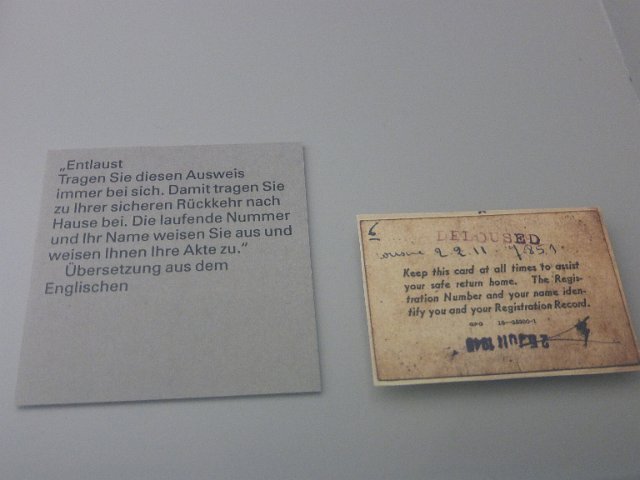 „Entlaust
Tragen Sie diesen Ausweis
immer bei sich. Damit tragen Sie
zu Ihrer sicheren Rückkehr nach
Hause bei. Die laufende Nummer
und Ihr Name weisen Sie aus und
weisen Ihnen Ihre Akte zu.“
Übersetzung aus dem
Englischen
6
DELOUSED
Keep this card at all times to assist
your safe return home. The Regis-
tration Number and your name iden-
tify you and your Registration Record.
GPO